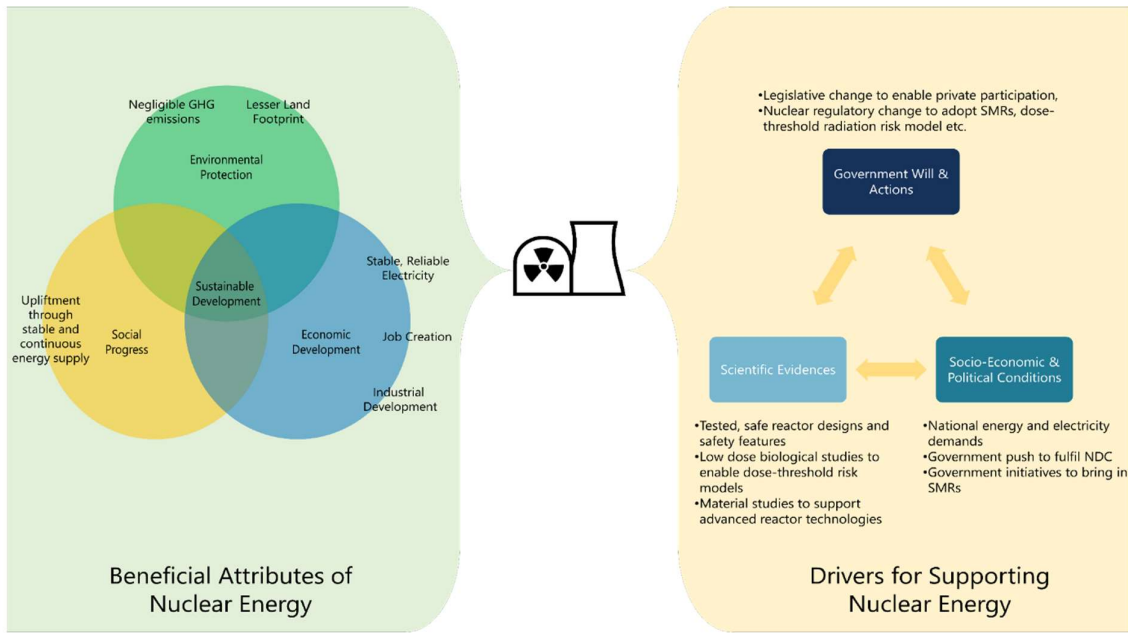 Negligible GHG
emissions
Lesser Land
Footprint
Environmental
Protection
Stable, Reliable
Electricity
Sustainable
Development
Upliftment
through
stable and
continuous
energy supply
Social
Progress
Economic
Development
Job Creation
Industrial
Development
Beneficial Attributes of
Nuclear Energy
•Legislative change to enable private participation,
•Nuclear regulatory change to adopt SMRs, dose-
threshold radiation risk model etc.
Government Will &
Actions
Scientific Evidences
Socio-Economic &
Political Conditions
•Tested, safe reactor designs and
safety features
•Low dose biological studies to
enable dose-threshold risk
models
•Material studies to support
advanced reactor technologies
•National energy and electricity
demands
•Government push to fulfil NDC
•Government initiatives to bring in
SMRs
Drivers for Supporting
Nuclear Energy